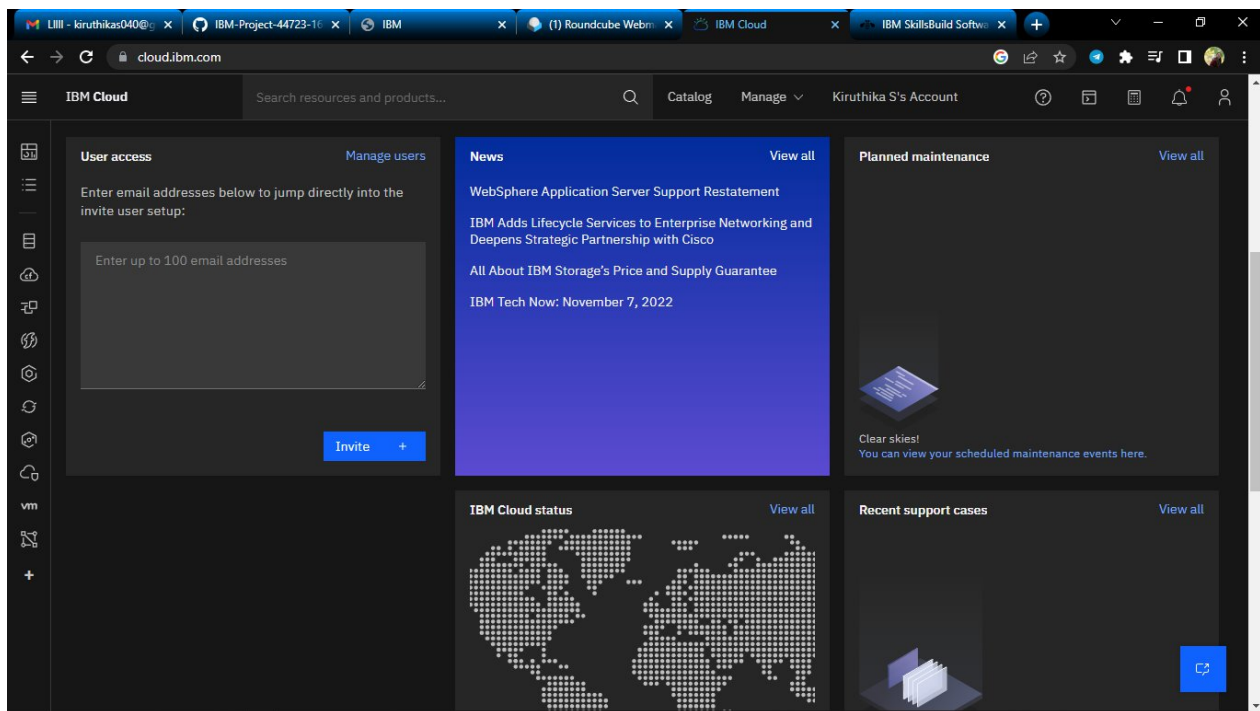 LIIII - kiruthikas040@g
IBM-Project-44723-16
IBM
(1) Roundcube Webm
IBM Cloud
IBM SkillsBuild Softwa
cloud.ibm.com
IBM Cloud
Search resources and products...
Catalog
Manage
Kiruthika S's Account
User access
Manage users
Enter email addresses below to jump directly into the
invite user setup:
Enter up to 100 email addresses
Invite +
News
View all
WebSphere Application Server Support Restatement
IBM Adds Lifecycle Services to Enterprise Networking and
Deepens Strategic Partnership with Cisco
All About IBM Storage's Price and Supply Guarantee
IBM Tech Now: November 7, 2022
Planned maintenance
View all
Clear skies!
You can view your scheduled maintenance events here.
vm
IBM Cloud status
View all
Recent support cases
View all